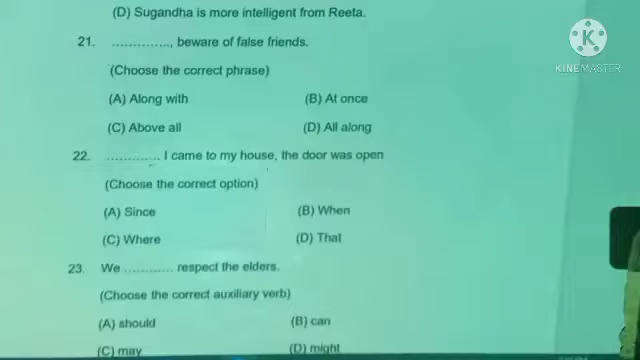 (D) Sugandha is more intelligent from Reeta.
21. .............., beware of false friends.
(Choose the correct phrase)
(A) Along with (B) At once
(C) Above all (D) All along
22. .............. I came to my house, the door was open
(Choose the correct option)
(A) Since (B) When
(C) Where (D) That
23. We ............ respect the elders.
(Choose the correct auxiliary verb)
(A) should (B) can
(C) may (D) might
KINEMASTER